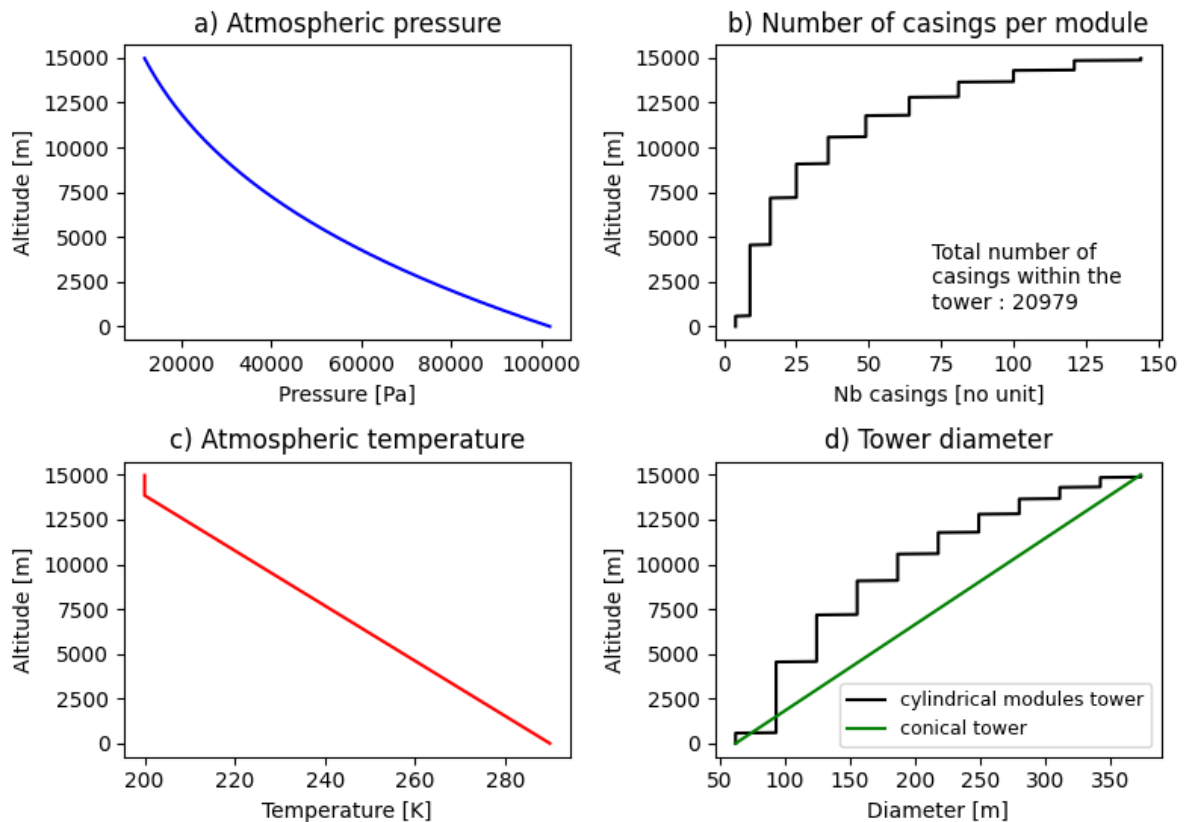 a) Atmospheric pressure
15000
12500
10000
7500
5000
2500
0
Altitude [m]
20000 40000 60000 80000 100000
Pressure [Pa]
b) Number of casings per module
15000
12500
10000
7500
5000
2500
0
Altitude [m]
Total number of
casings within the
tower : 20979
0 25 50 75 100 125 150
Nb casings [no unit]
c) Atmospheric temperature
15000
12500
10000
7500
5000
2500
0
Altitude [m]
200 220 240 260 280
Temperature [K]
d) Tower diameter
15000
12500
10000
7500
5000
2500
0
Altitude [m]
cylindrical modules tower
conical tower
50 100 150 200 250 300 350
Diameter [m]